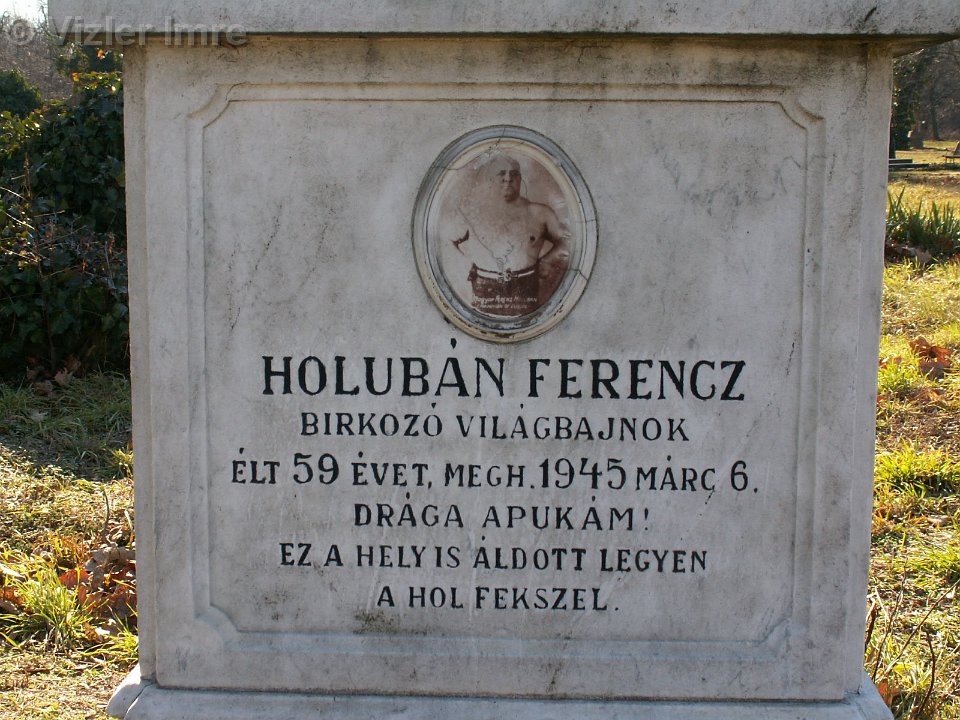 © Vizler Imre
HOLUBÁN FERENCZ
BIRKOZÓ VILÁGBAJNOK
ÉLT 59 ÉVET, MEGH. 1945 MÁRC 6.
DRÁGA APUKÁM!
EZ A HELY IS ÁLDOTT LEGYEN
A HOL FEKSZEL.